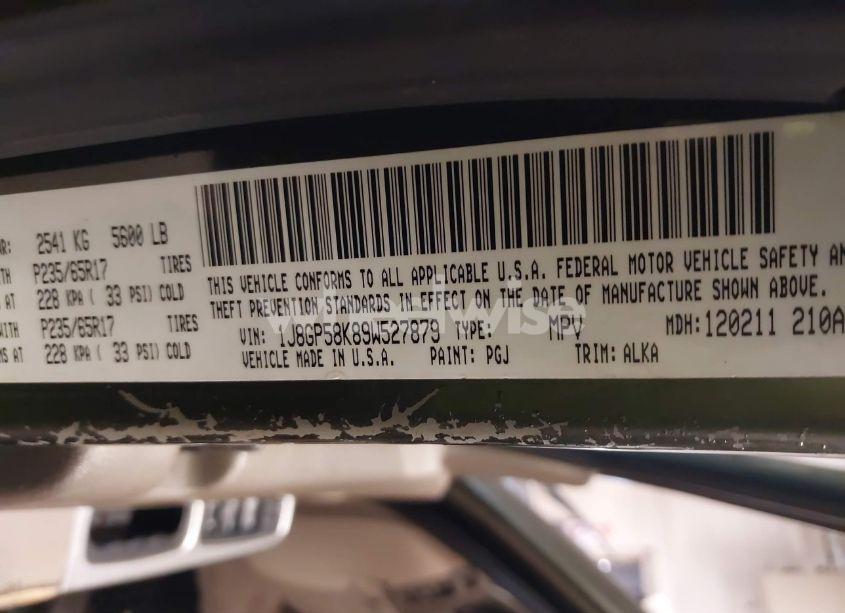 R: 2541 KG 5600 LB
TH P235/65R17 TIRES
S AT 228 KPA ( 33 PSI) COLD
WITH P235/65R17 TIRES
MS AT 228 KPA ( 33 PSI) COLD
THIS VEHICLE CONFORMS TO ALL APPLICABLE U.S.A. FEDERAL MOTOR VEHICLE SAFETY AN
THEFT PREVENTION STANDARDS IN EFFECT ON THE DATE OF MANUFACTURE SHOWN ABOVE.
VIN: 1J8GP58K89W527879 TYPE: MPV MDH: 120211 210A
VEHICLE MADE IN U.S.A. PAINT: PGJ TRIM: ALKA
wheelwise